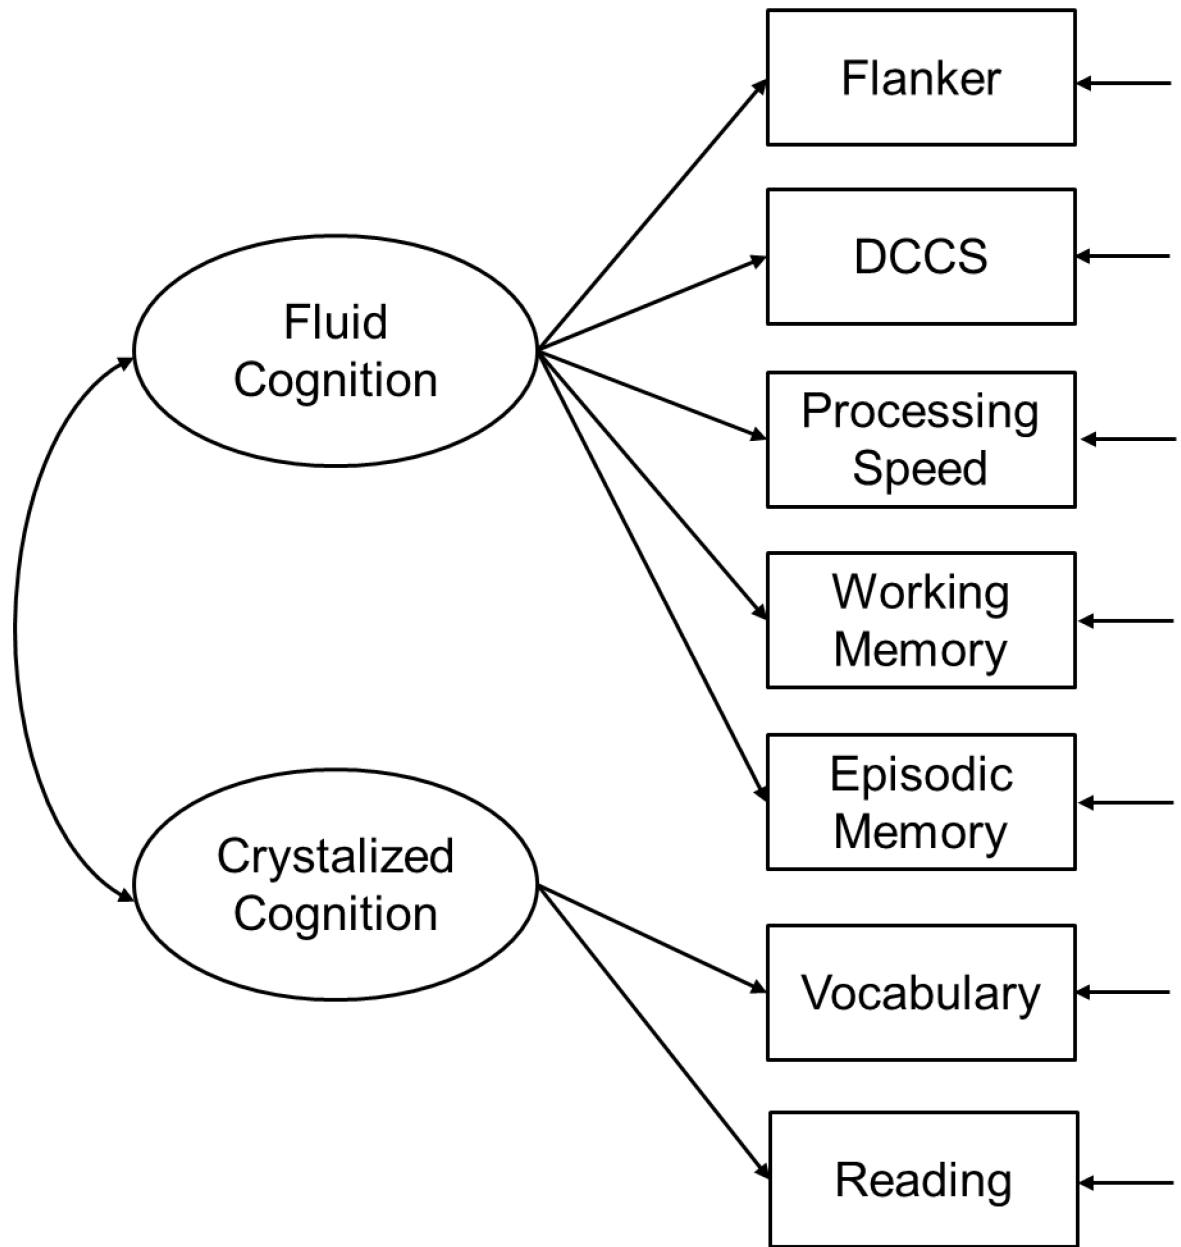 Flanker
DCCS
Fluid
Cognition
Processing
Speed
Working
Memory
Episodic
Memory
Crystalized
Cognition
Vocabulary
Reading